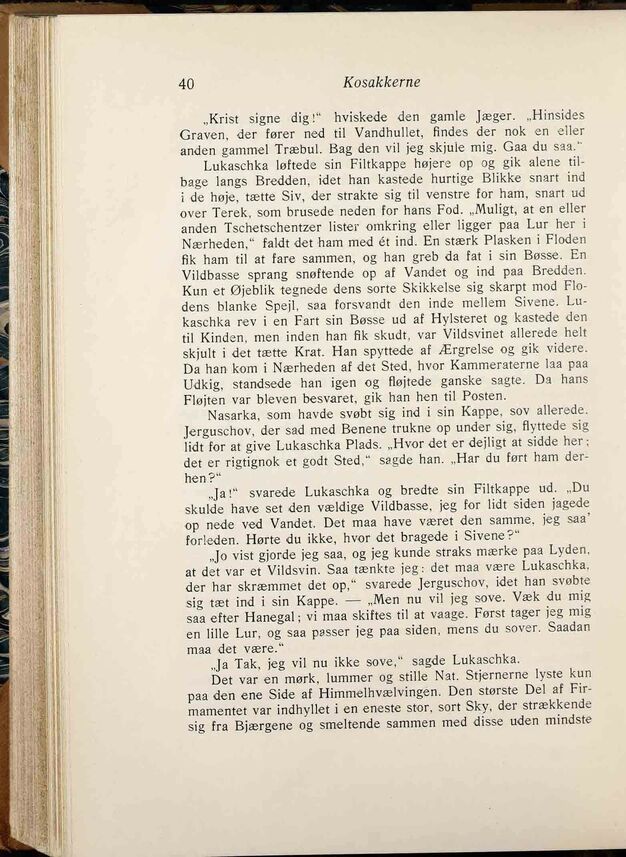 40 Kosakkerne
„Krist signe dig!“ hviskede den gamle Jæger. „Hinsides
Graven, der fører ned til Vandhullet, findes der nok en eller
anden gammel Træbul. Bag den vil jeg skjule mig. Gaa du saa.“
Lukaschka løftede sin Filtkappe højere op og gik alene til-
bage langs Bredden, idet han kastede hurtige Blikke snart ind
i de høje, tætte Siv, der strakte sig til venstre for ham, snart ud
over Terek, som brusede neden for hans Fod. „Muligt, at en eller
anden Tschetschentzer lister omkring eller ligger paa Lur her i
Nærheden,“ faldt det ham med ét ind. En stærk Plasken i Floden
fik ham til at fare sammen, og han greb da fat i sin Bøsse. En
Vildbasse sprang snøftende op af Vandet og ind paa Bredden.
Kun et Øjeblik tegnede dens sorte Skikkelse sig skarpt mod Flo-
dens blanke Spejl, saa forsvandt den inde mellem Sivene. Lu-
kaschka rev i en Fart sin Bøsse ud af Hylsteret og kastede den
til Kinden, men inden han fik skudt, var Vildsvinet allerede helt
skjult i det tætte Krat. Han spyttede af Ærgrelse og gik videre.
Da han kom i Nærheden af det Sted, hvor Kammeraterne laa paa
Udkig, standsede han igen og fløjtede ganske sagte. Da hans
Fløjten var bleven besvaret, gik han hen til Posten.
Nasarka, som havde svøbt sig ind i sin Kappe, sov allerede.
Jerguschov, der sad med Benene trukne op under sig, flyttede sig
lidt for at give Lukaschka Plads. „Hvor det er dejligt at sidde her;
det er rigtignok et godt Sted,“ sagde han. „Har du ført ham der-
hen?“
„Ja!“ svarede Lukaschka og bredte sin Filtkappe ud. „Du
skulde have set den vældige Vildbasse, jeg for lidt siden jagede
op nede ved Vandet. Det maa have været den samme, jeg saa'
forleden. Hørte du ikke, hvor det bragede i Sivene?“
„Jo vist gjorde jeg saa, og jeg kunde straks mærke paa Lyden,
at det var et Vildsvin. Saa tænkte jeg: det maa være Lukaschka,
der har skræmmet det op,“ svarede Jerguschov, idet han svøbte
sig tæt ind i sin Kappe. — „Men nu vil jeg sove. Væk du mig
saa efter Hanegal; vi maa skiftes til at vaage. Først tager jeg mig
en lille Lur, og saa passer jeg paa siden, mens du sover. Saadan
maa det være.“
„Ja Tak, jeg vil nu ikke sove,“ sagde Lukaschka.
Det var en mørk, lummer og stille Nat. Stjernerne lyste kun
paa den ene Side af Himmelhvælvingen. Den største Del af Fir-
mamentet var indhyllet i en eneste stor, sort Sky, der strækkende
sig fra Bjærgene og smeltende sammen med disse uden mindste